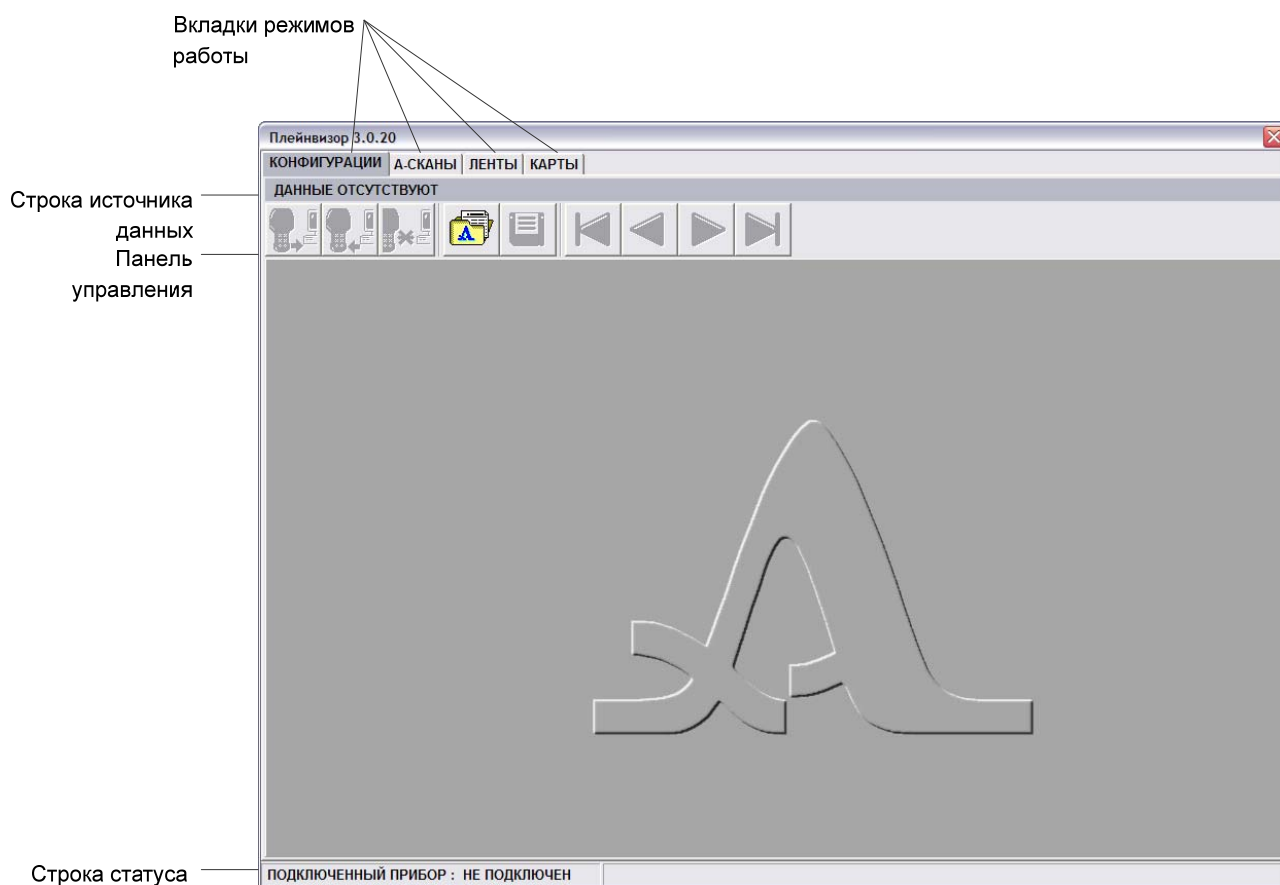 Вкладки режимов
работы
Плейнвизор 3.0.20
КОНФИГУРАЦИИ А-СКАНЫ ЛЕНТЫ КАРТЫ
ДАННЫЕ ОТСУТСТВУЮТ
Строка источника
данных
Панель
управления
Строка статуса
ПОДКЛЮЧЕННЫЙ ПРИБОР : НЕ ПОДКЛЮЧЕН